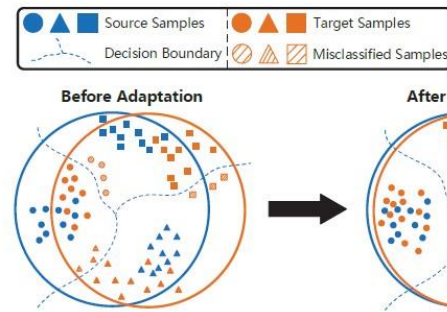 Source Samples Target Samples
Decision Boundary Misclassified Samples
Before Adaptation After